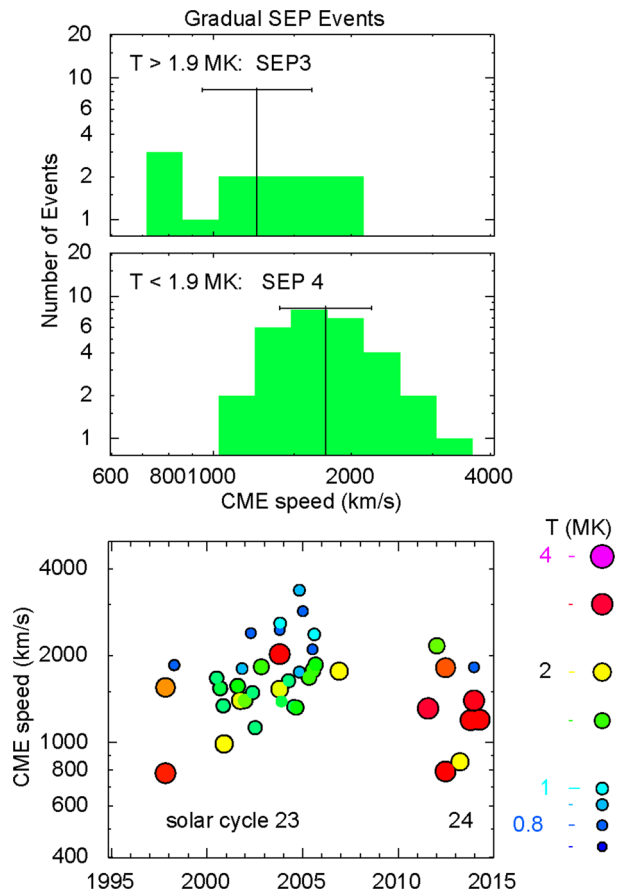 Gradual SEP Events
T > 1.9 MK: SEP3
20
10
6
4
2
1
Number of Events
T < 1.9 MK: SEP 4
20
10
6
4
2
1
600 800 1000 2000 4000
CME speed (km/s)
T (MK)
4
2
1
0.8
4000
2000
1000
800
600
400
CME speed (km/s)
solar cycle 23
24
1995 2000 2005 2010 2015